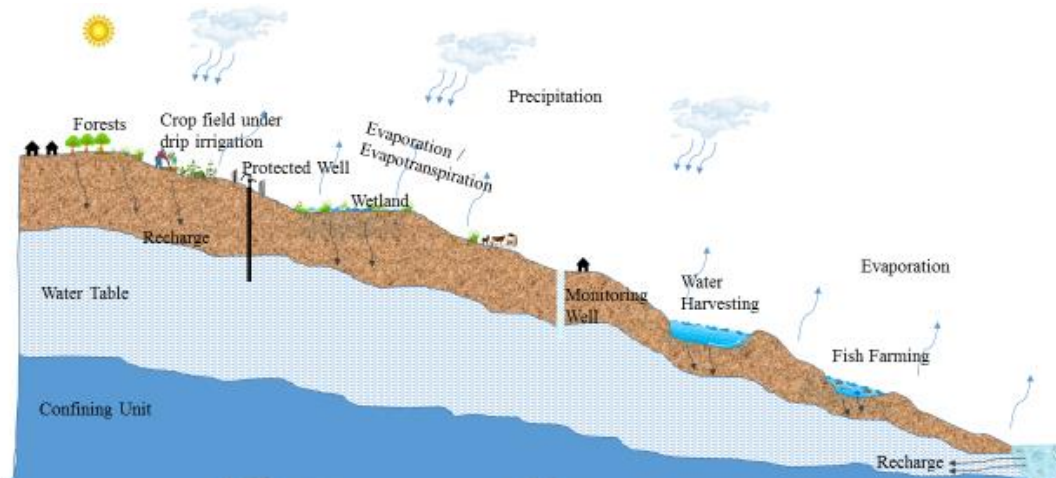 Precipitation
Forests
Crop field under
drip irrigation
Protected Well
Evaporation /
Evapotranspiration
Wetland
Recharge
Water Table
Monitoring
Well
Water
Harvesting
Evaporation
Fish Farming
Confining Unit
Recharge